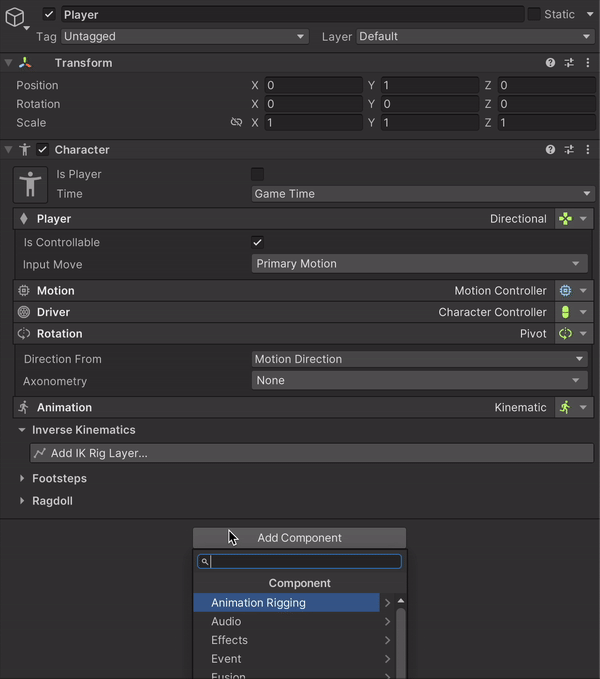 Player Static
Tag Untagged Layer Default
Transform
Position X 0 Y 1 Z 0
Rotation X 0 Y 0 Z 0
Scale X 1 Y 1 Z 1
Character
Is Player
Time Game Time
Player Directional
Is Controllable
Input Move Primary Motion
Motion Motion Controller
Driver Character Controller
Rotation Pivot
Direction From Motion Direction
Axonometry None
Animation Kinematic
Inverse Kinematics
Add IK Rig Layer...
Footsteps
Ragdoll
Add Component
Component
Animation Rigging
Audio
Effects
Event
Fusion